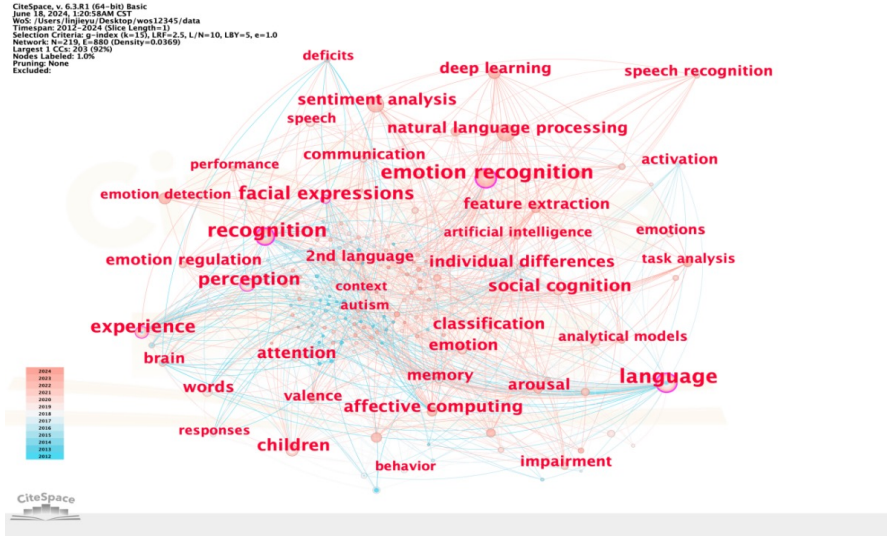 CiteSpace, v. 6.3.R1 (64-bit) Basic
June 18, 2024, 1:20:58AM CST
WoS: /Users/linjieyu/Desktop/wos12345/data
Timespan: 2012-2024 (Slice Length=1)
Selection Criteria: g-index (k=15), LRF=2.5, L/N=10, LBY=5, e=1.0
Network: N=219, E=880 (Density=0.0369)
Largest 1 CCs: 203 (92%)
Nodes Labeled: 1.0%
Pruning: None
Excluded:
deficits
deep learning
speech recognition
sentiment analysis
speech
natural language processing
communication
activation
performance
emotion recognition
emotion detection
facial expressions
feature extraction
recognition
artificial intelligence
emotions
emotion regulation
2nd language
individual differences
task analysis
perception
context
social cognition
autism
experience
classification
analytical models
brain
attention
emotion
memory
language
words
valence
arousal
affective computing
responses
children
behavior
impairment
2024
2023
2022
2021
2020
2019
2018
2017
2016
2015
2014
2013
2012
CiteSpace